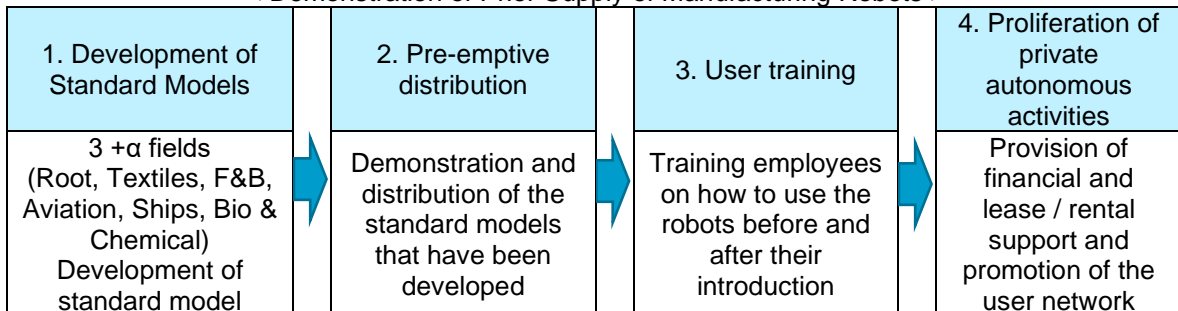 Demonstration of Prior Supply of Manufacturing Robots
1. Development of
Standard Models
3 +α fields
(Root, Textiles, F&B,
Aviation, Ships, Bio &
Chemical)
Development of
standard model
2. Pre-emptive
distribution
Demonstration and
distribution of the
standard models
that have been
developed
3. User training
Training employees
on how to use the
robots before and
after their
introduction
4. Proliferation of
private
autonomous
activities
Provision of
financial and
lease / rental
support and
promotion of the
user network